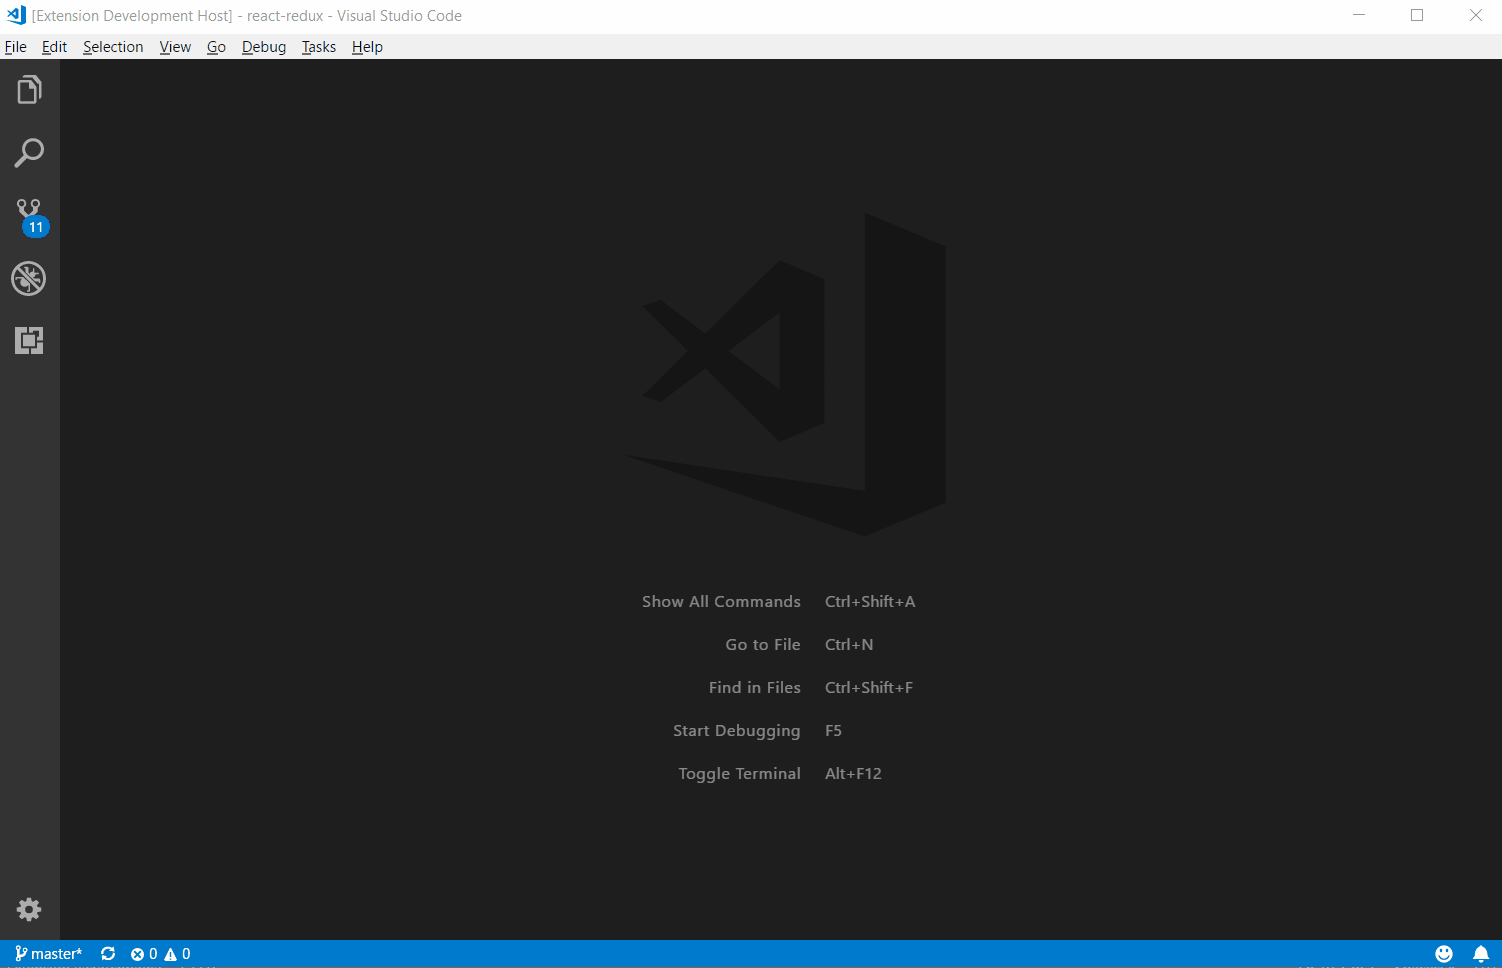 [Extension Development Host] - react-redux - Visual Studio Code
File Edit Selection View Go Debug Tasks Help
11
Show All Commands Ctrl+Shift+A
Go to File Ctrl+N
Find in Files Ctrl+Shift+F
Start Debugging F5
Toggle Terminal Alt+F12
master* 0 0